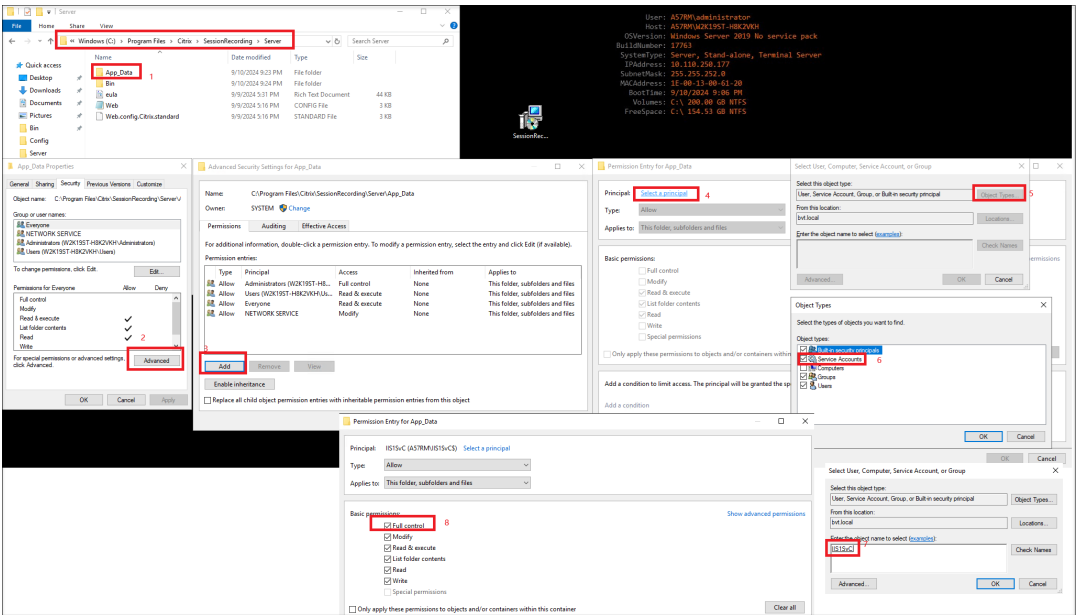 Server
File Home Share View
Windows (C:) › Program Files › Citrix › SessionRecording › Server
Search Server
Name Date modified Type Size
Quick access
Desktop
Downloads
Documents
Pictures
Bin
Config
Server
App_Data 9/10/2024 9:23 PM File folder
1
Bin 9/10/2024 9:24 PM File folder
eula 9/9/2024 5:31 PM Rich Text Document 44 KB
Web 9/9/2024 5:16 PM CONFIG File 3 KB
Web.config.Citrix.standard 9/9/2024 5:16 PM STANDARD File 3 KB
User: A57RM\administrator
Host: A57RM\W2K19ST-H8K2VKH
OSVersion: Windows Server 2019 No service pack
BuildNumber: 17763
SystemType: Server, Stand-alone, Terminal Server
IPAddress: 10.110.250.177
SubnetMask: 255.255.252.0
MACAddress: 1E-00-13-00-61-20
BootTime: 9/10/2024 9:06 PM
Volumes: C:\ 200.00 GB NTFS
FreeSpace: C:\ 154.53 GB NTFS
SessionRec...
App_Data Properties
General Sharing Security Previous Versions Customize
Object name: C:\Program Files\Citrix\SessionRecording\Server\
Group or user names:
Everyone
NETWORK SERVICE
Administrators (W2K19ST-H8K2VKH\Administrators)
Users (W2K19ST-H8K2VKH\Users)
To change permissions, click Edit.
Edit...
Permissions for Everyone Allow Deny
Full control
Modify
Read & execute
List folder contents
Read
Write
2
For special permissions or advanced settings,
click Advanced.
Advanced
OK Cancel Apply
Advanced Security Settings for App_Data
Name: C:\Program Files\Citrix\SessionRecording\Server\App_Data
Owner: SYSTEM Change
Permissions Auditing Effective Access
For additional information, double-click a permission entry. To modify a permission entry, select the entry and click Edit (if available).
Permission entries:
Type Principal Access Inherited from Applies to
Allow Administrators (W2K19ST-H8... Full control None This folder, subfolders and files
Allow Users (W2K19ST-H8K2VKH\Us... Read & execute None This folder, subfolders and files
Allow Everyone Read & execute None This folder, subfolders and files
Allow NETWORK SERVICE Modify None This folder, subfolders and files
3
Add Remove View
Enable inheritance
Replace all child object permission entries with inheritable permission entries from this object
Permission Entry for App_Data
Principal: Select a principal
4
Type: Allow
Applies to: This folder, subfolders and files
Basic permissions:
Full control
Modify
Read & execute
List folder contents
Read
Write
Special permissions
Only apply these permissions to objects and/or containers within
Add a condition to limit access. The principal will be granted the sp
Add a condition
ermissions
OK Cancel
Select User, Computer, Service Account, or Group
Select this object type:
User, Service Account, Group, or Built-in security principal
Object Types...
5
From this location:
bvt.local
Locations...
Enter the object name to select (examples):
Check Names
Advanced... OK Cancel
Object Types
Select the types of objects you want to find.
Object types:
Built-in security principals
Service Accounts
6
Computers
Groups
Users
OK Cancel
Permission Entry for App_Data
Principal: IIS1SvC (A57RM\IIS1SvC$) Select a principal
Type: Allow
Applies to: This folder, subfolders and files
Basic permissions:
Show advanced permissions
Full control
8
Modify
Read & execute
List folder contents
Read
Write
Special permissions
Only apply these permissions to objects and/or containers within this container
Clear all
Select User, Computer, Service Account, or Group
Select this object type:
User, Service Account, Group, or Built-in security principal
Object Types...
From this location:
bvt.local
Locations...
Enter the object name to select (examples):
IIS1SvC
7
Check Names
Advanced... OK Cancel